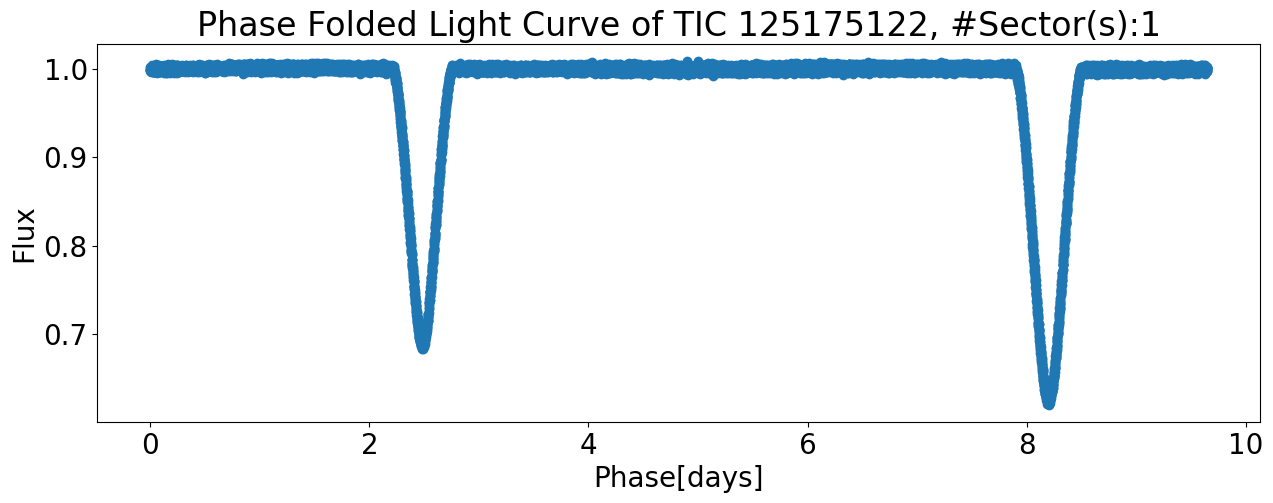 Phase Folded Light Curve of TIC 125175122, #Sector(s):1
1.0
0.9
0.8
0.7
Flux
0 2 4 6 8 10
Phase[days]